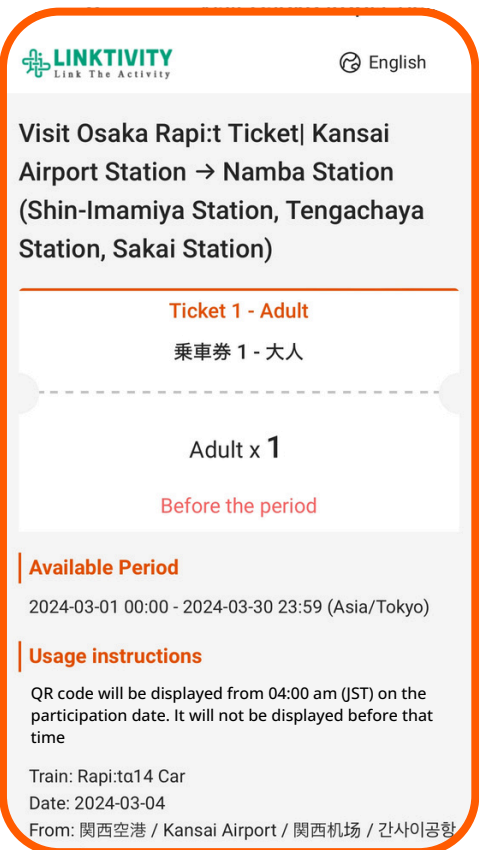 LINKTIVITY
Link The Activity
English
Visit Osaka Rapi:t Ticket| Kansai
Airport Station → Namba Station
(Shin-Imamiya Station, Tengachaya
Station, Sakai Station)
Ticket 1 - Adult
乗車券 1 - 大人
Adult x 1
Before the period
Available Period
2024-03-01 00:00 - 2024-03-30 23:59 (Asia/Tokyo)
Usage instructions
QR code will be displayed from 04:00 am (JST) on the
participation date. It will not be displayed before that
time
Train: Rapi:tα14 Car
Date: 2024-03-04
From: 関西空港 / Kansai Airport / 関西机场 / 간사이공항